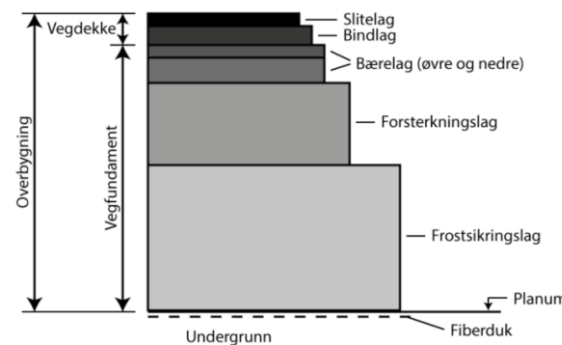 Slitelag
Vegdekke
Bindlag
Bærelag (øvre og nedre)
Overbygning
Vegfundament
Forsterkningslag
Frostsikringslag
Planum
Fiberduk
Undergrunn